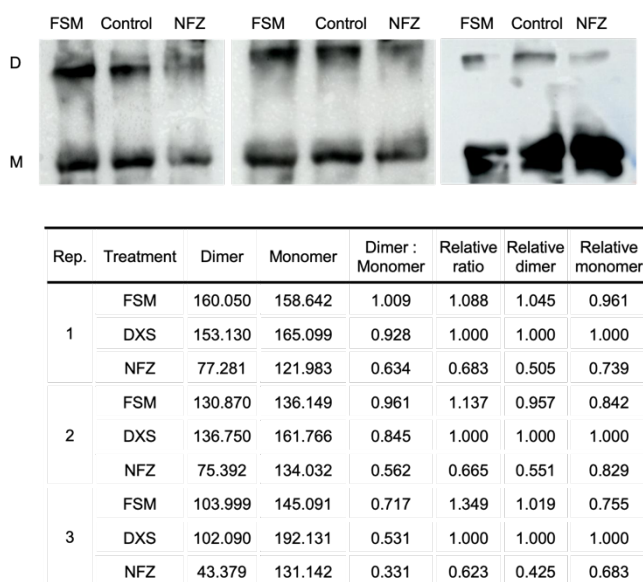 FSM Control NFZ FSM Control NFZ FSM Control NFZ
D
M
Rep. Treatment Dimer Monomer Dimer : Monomer Relative ratio Relative dimer Relative monomer
FSM 160.050 158.642 1.009 1.088 1.045 0.961
1 DXS 153.130 165.099 0.928 1.000 1.000 1.000
NFZ 77.281 121.983 0.634 0.683 0.505 0.739
FSM 130.870 136.149 0.961 1.137 0.957 0.842
2 DXS 136.750 161.766 0.845 1.000 1.000 1.000
NFZ 75.392 134.032 0.562 0.665 0.551 0.829
FSM 103.999 145.091 0.717 1.349 1.019 0.755
3 DXS 102.090 192.131 0.531 1.000 1.000 1.000
NFZ 43.379 131.142 0.331 0.623 0.425 0.683